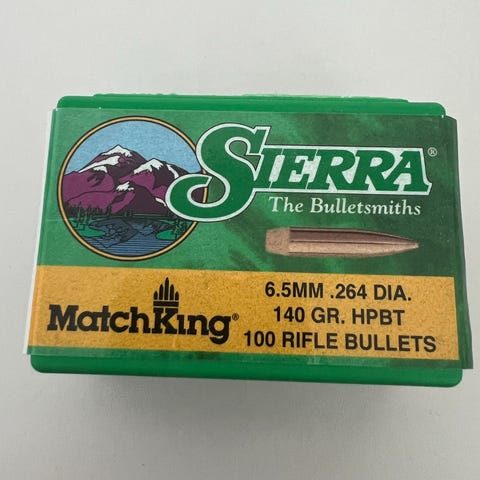 SIERRA®
The Bulletsmiths
6.5MM .264 DIA.
140 GR. HPBT
100 RIFLE BULLETS
MatchKing®